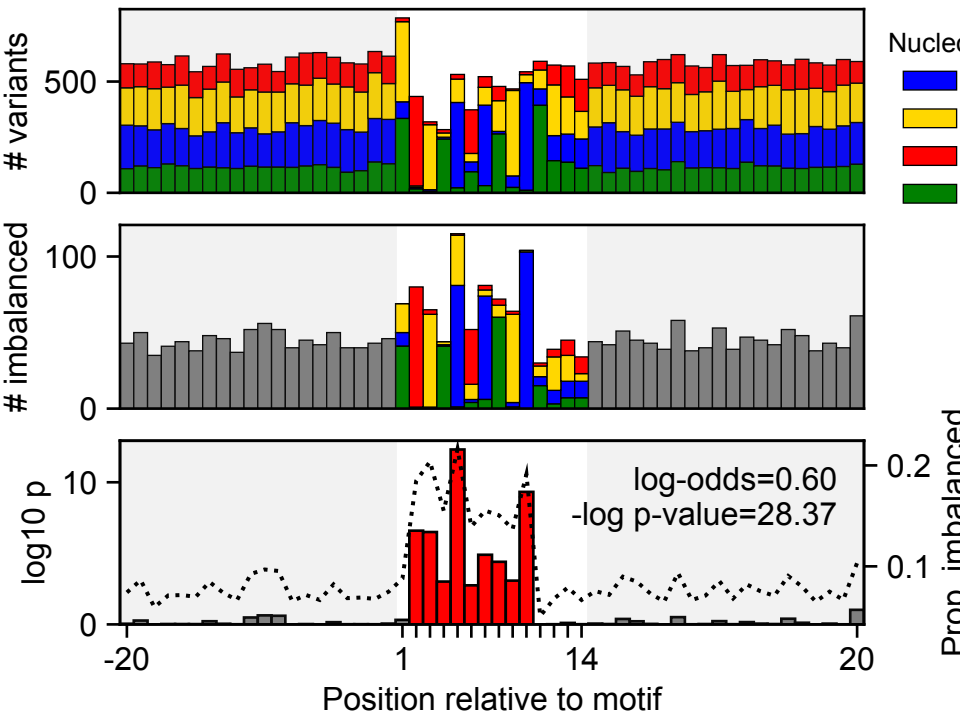 # variants
500
0
Nucleo
# imbalanced
100
0
log10 p
10
0
log-odds=0.60
-log p-value=28.37
0.2
0.1
Prop. imbalanced
-20
1
14
20
Position relative to motif